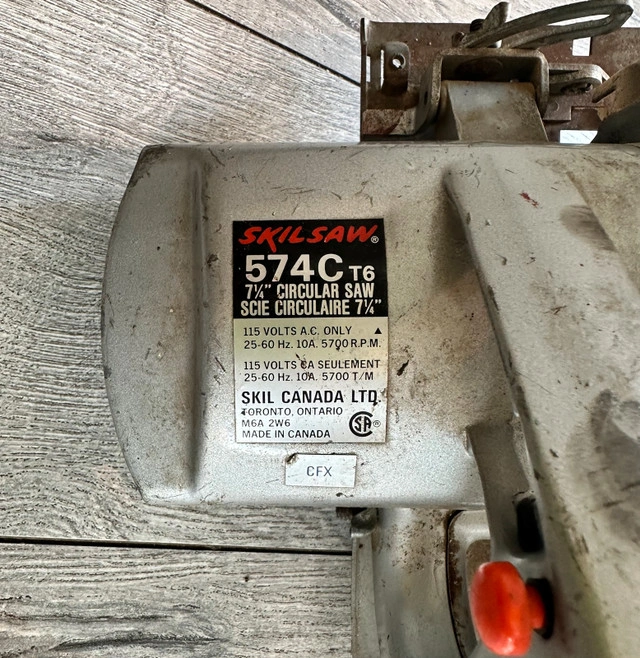 SKILSAW®
574C T6
7¼" CIRCULAR SAW
SCIE CIRCULAIRE 7¼"
115 VOLTS A.C. ONLY ▲
25-60 Hz. 10A. 5700 R.P.M.
115 VOLTS CA SEULEMENT
25-60 Hz. 10A. 5700 T/M
SKIL CANADA LTD.
TORONTO, ONTARIO
M6A 2W6
MADE IN CANADA
SA®
CFX